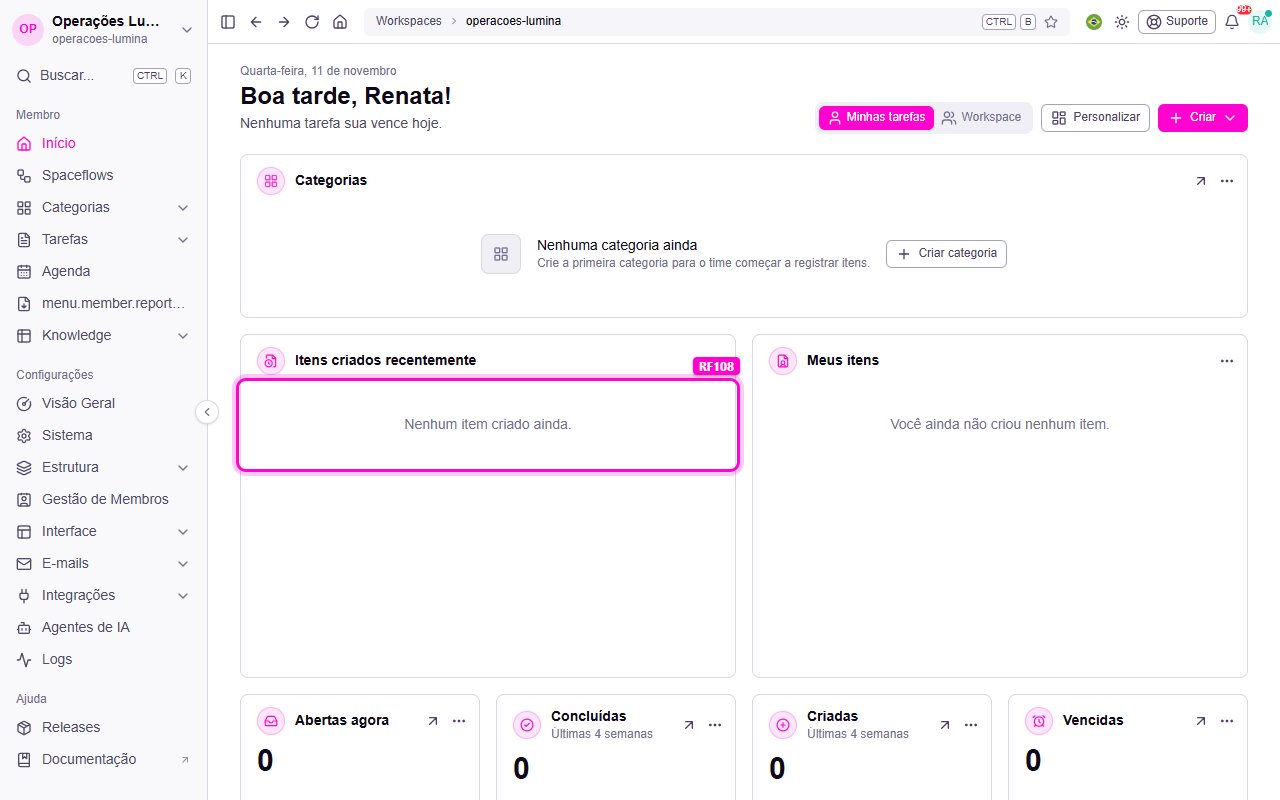 OP
Operações Lu...
operacoes-lumina
Buscar...
CTRL
K
Membro
Início
Spaceflows
Categorias
Tarefas
Agenda
menu.member.report...
Knowledge
Configurações
Visão Geral
Sistema
Estrutura
Gestão de Membros
Interface
E-mails
Integrações
Agentes de IA
Logs
Ajuda
Releases
Documentação
Workspaces
operacoes-lumina
CTRL
B
Suporte
99+
RA
Quarta-feira, 11 de novembro
Boa tarde, Renata!
Nenhuma tarefa sua vence hoje.
Minhas tarefas
Workspace
Personalizar
Criar
Categorias
Nenhuma categoria ainda
Crie a primeira categoria para o time começar a registrar itens.
Criar categoria
Itens criados recentemente
RF108
Nenhum item criado ainda.
Meus itens
Você ainda não criou nenhum item.
Abertas agora
0
Concluídas
Últimas 4 semanas
0
Criadas
Últimas 4 semanas
0
Vencidas
0